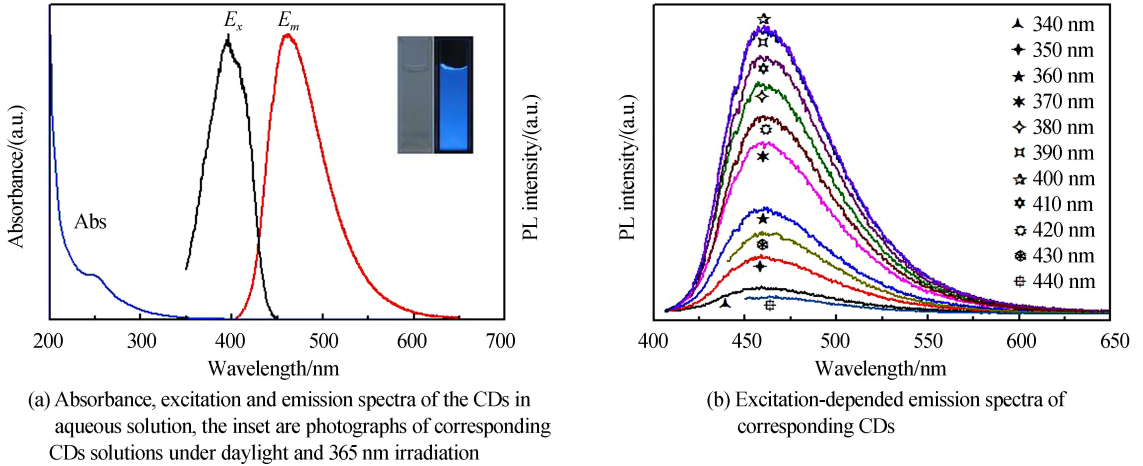 Absorbance/(a.u.)
Ex
Em
Abs
PL intensity/(a.u.)
200 300 400 500 600 700
Wavelength/nm
(a) Absorbance, excitation and emission spectra of the CDs in
aqueous solution, the inset are photographs of corresponding
CDs solutions under daylight and 365 nm irradiation
PL intensity/(a.u.)
340 nm
350 nm
360 nm
370 nm
380 nm
390 nm
400 nm
410 nm
420 nm
430 nm
440 nm
400 450 500 550 600 650
Wavelength/nm
(b) Excitation-depended emission spectra of
corresponding CDs